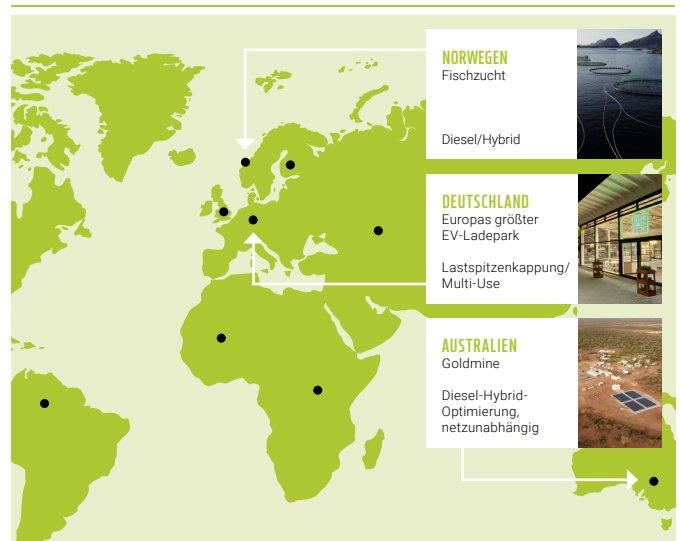 NORWEGEN
Fischzucht
Diesel/Hybrid
DEUTSCHLAND
Europas größter
EV-Ladepark
Lastspitzenkappung/
Multi-Use
AUSTRALIEN
Goldmine
Diesel-Hybrid-
Optimierung,
netzunabhängig